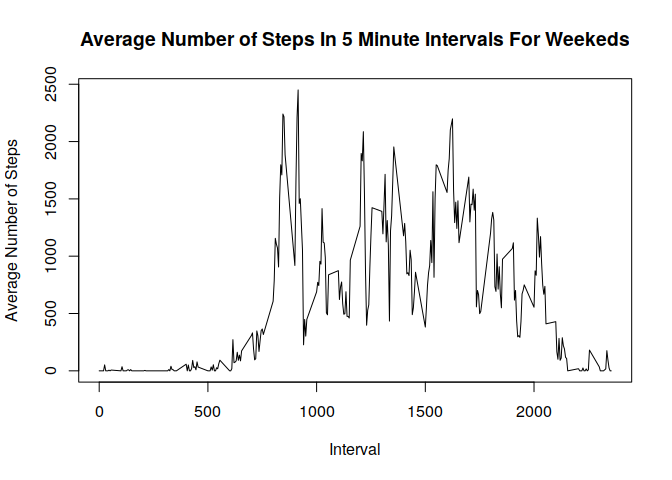 Average Number of Steps In 5 Minute Intervals For Weekeds
Average Number of Steps
2500
2000
1500
1000
500
0
0 500 1000 1500 2000
Interval